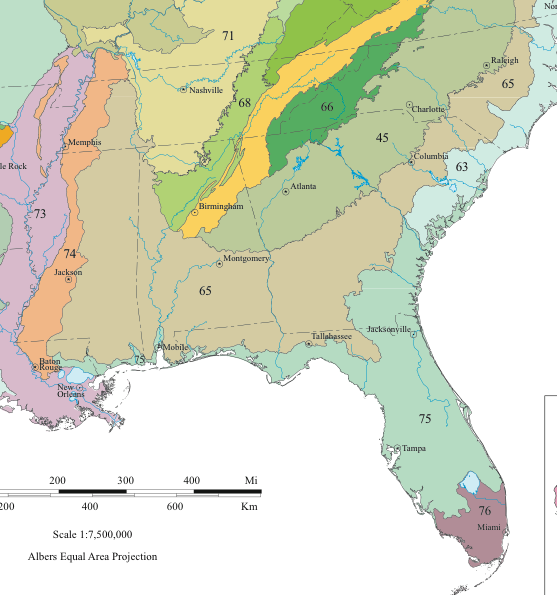 Nor
71
Raleigh
65
Nashville
68
66
Charlotte
Memphis
45
Columbia
le Rock
63
Atlanta
Birmingham
73
74
Montgomery
Jackson
65
Jacksonville
Tallahassee
Mobile
75
Baton
Rouge
New
Orleans
75
Tampa
200 300 400 Mi
200 400 600 Km
76
Miami
Scale 1:7,500,000
Albers Equal Area Projection